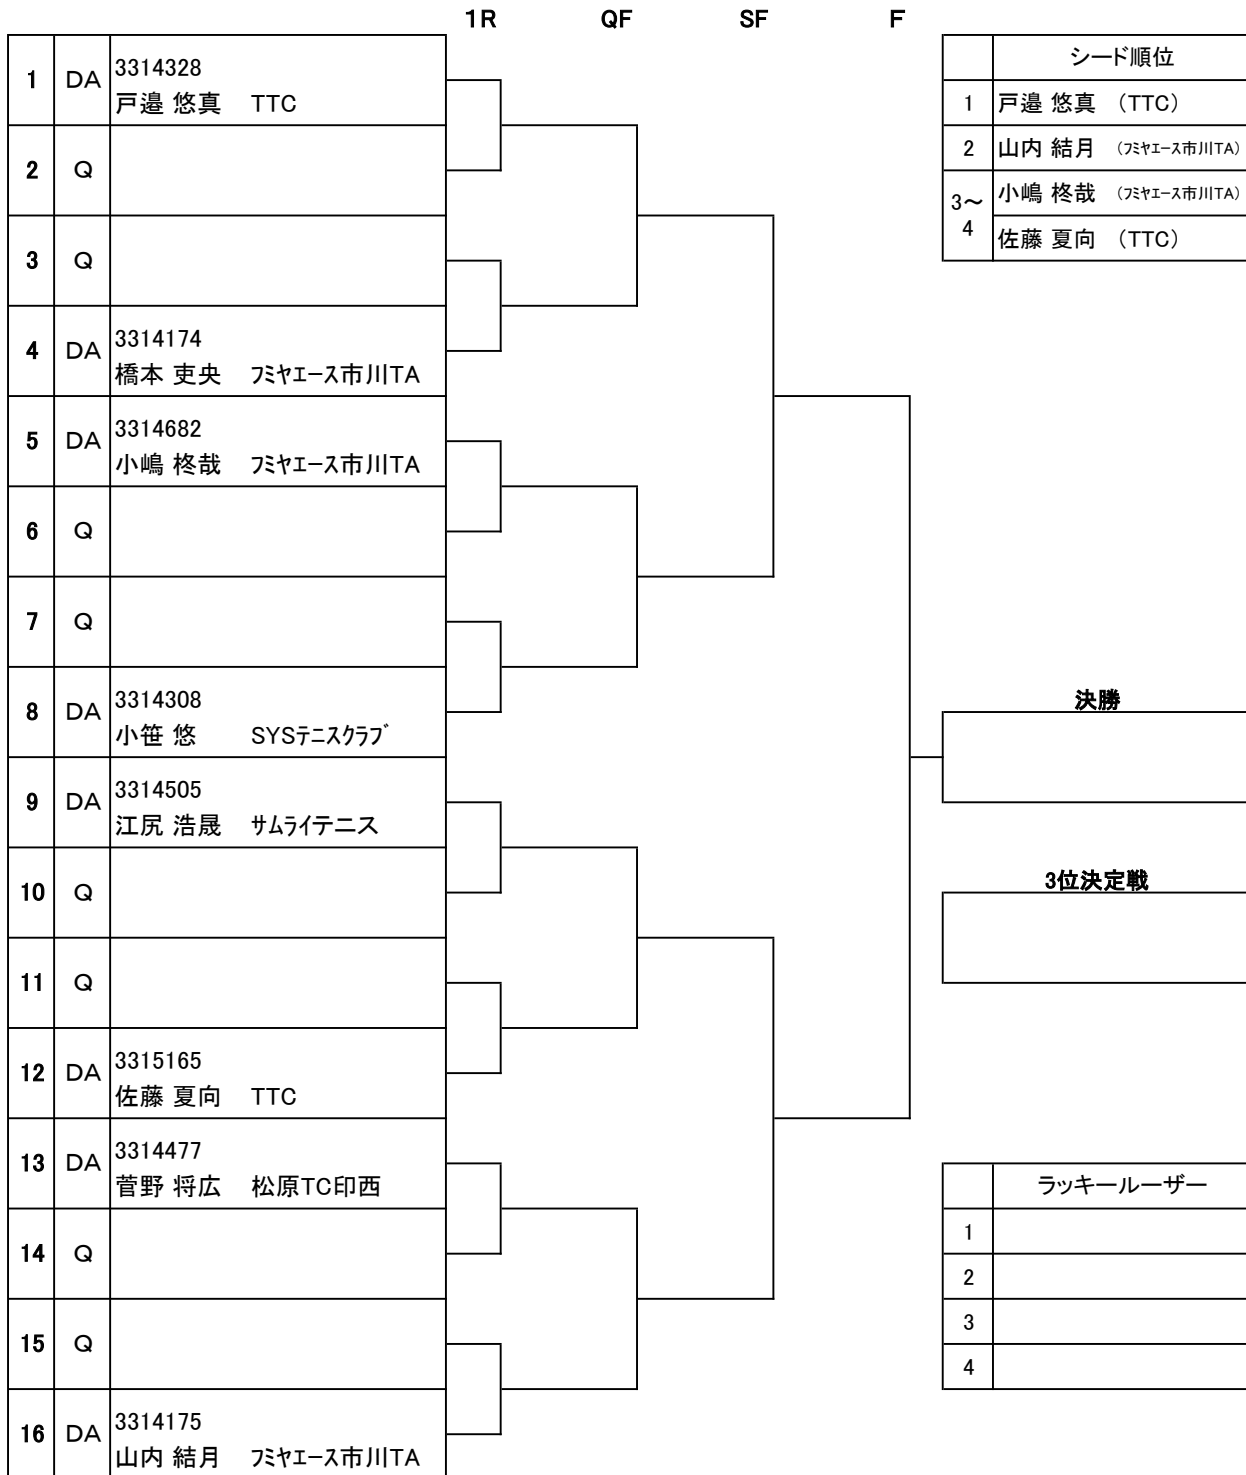 1R QF SF F
1 DA 3314328
戸邉 悠真 TTC
2 Q
3 Q
4 DA 3314174
橋本 吏央 フミヤエース市川TA
5 DA 3314682
小嶋 柊哉 フミヤエース市川TA
6 Q
7 Q
8 DA 3314308
小笹 悠 SYSテニスクラブ
9 DA 3314505
江尻 浩晟 サムライテニス
10 Q
11 Q
12 DA 3315165
佐藤 夏向 TTC
13 DA 3314477
菅野 将広 松原TC印西
14 Q
15 Q
16 DA 3314175
山内 結月 フミヤエース市川TA
シード順位
1 戸邉 悠真 (TTC)
2 山内 結月 (フミヤエース市川TA)
3～4 小嶋 柊哉 (フミヤエース市川TA)
佐藤 夏向 (TTC)
決勝
3位決定戦
ラッキールーザー
1
2
3
4